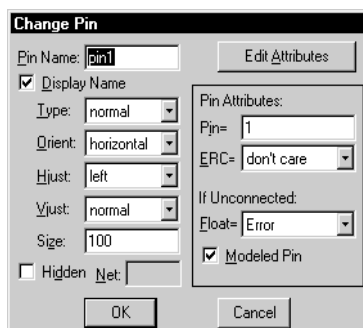 Change Pin
Pin Name: pin1
Edit Attributes
Display Name
Type: normal
Orient: horizontal
Hjust: left
Vjust: normal
Size: 100
Hidden Net:
Pin Attributes:
Pin= 1
ERC= don't care
If Unconnected:
Float= Error
Modeled Pin
OK
Cancel